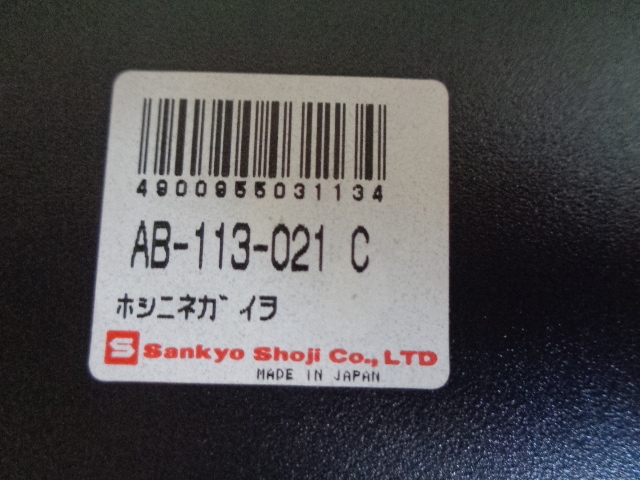 4900955031134
AB-113-021 C
ホシニネガイヲ
S Sankyo Shoji Co., LTD
MADE IN JAPAN